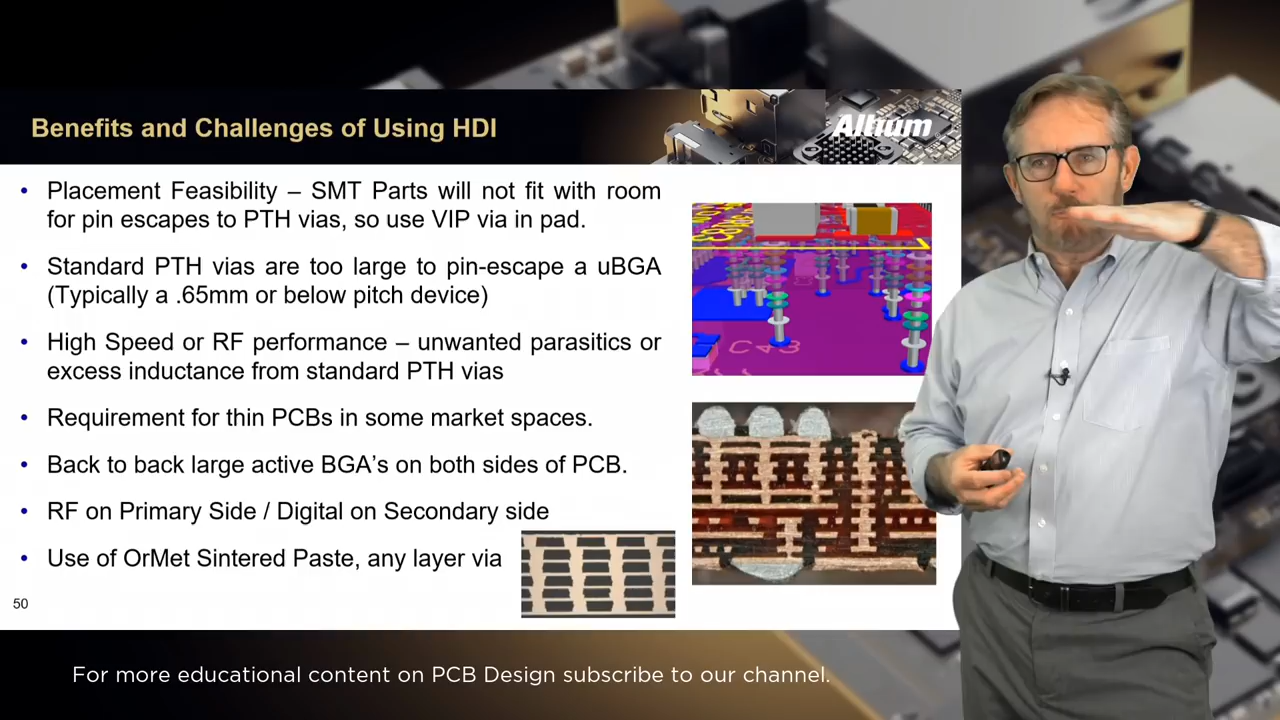 Benefits and Challenges of Using HDI
Altium
• Placement Feasibility – SMT Parts will not fit with room
for pin escapes to PTH vias, so use VIP via in pad.
• Standard PTH vias are too large to pin-escape a uBGA
(Typically a .65mm or below pitch device)
• High Speed or RF performance – unwanted parasitics or
excess inductance from standard PTH vias
• Requirement for thin PCBs in some market spaces.
• Back to back large active BGA's on both sides of PCB.
• RF on Primary Side / Digital on Secondary side
• Use of OrMet Sintered Paste, any layer via
50
For more educational content on PCB Design subscribe to our channel.